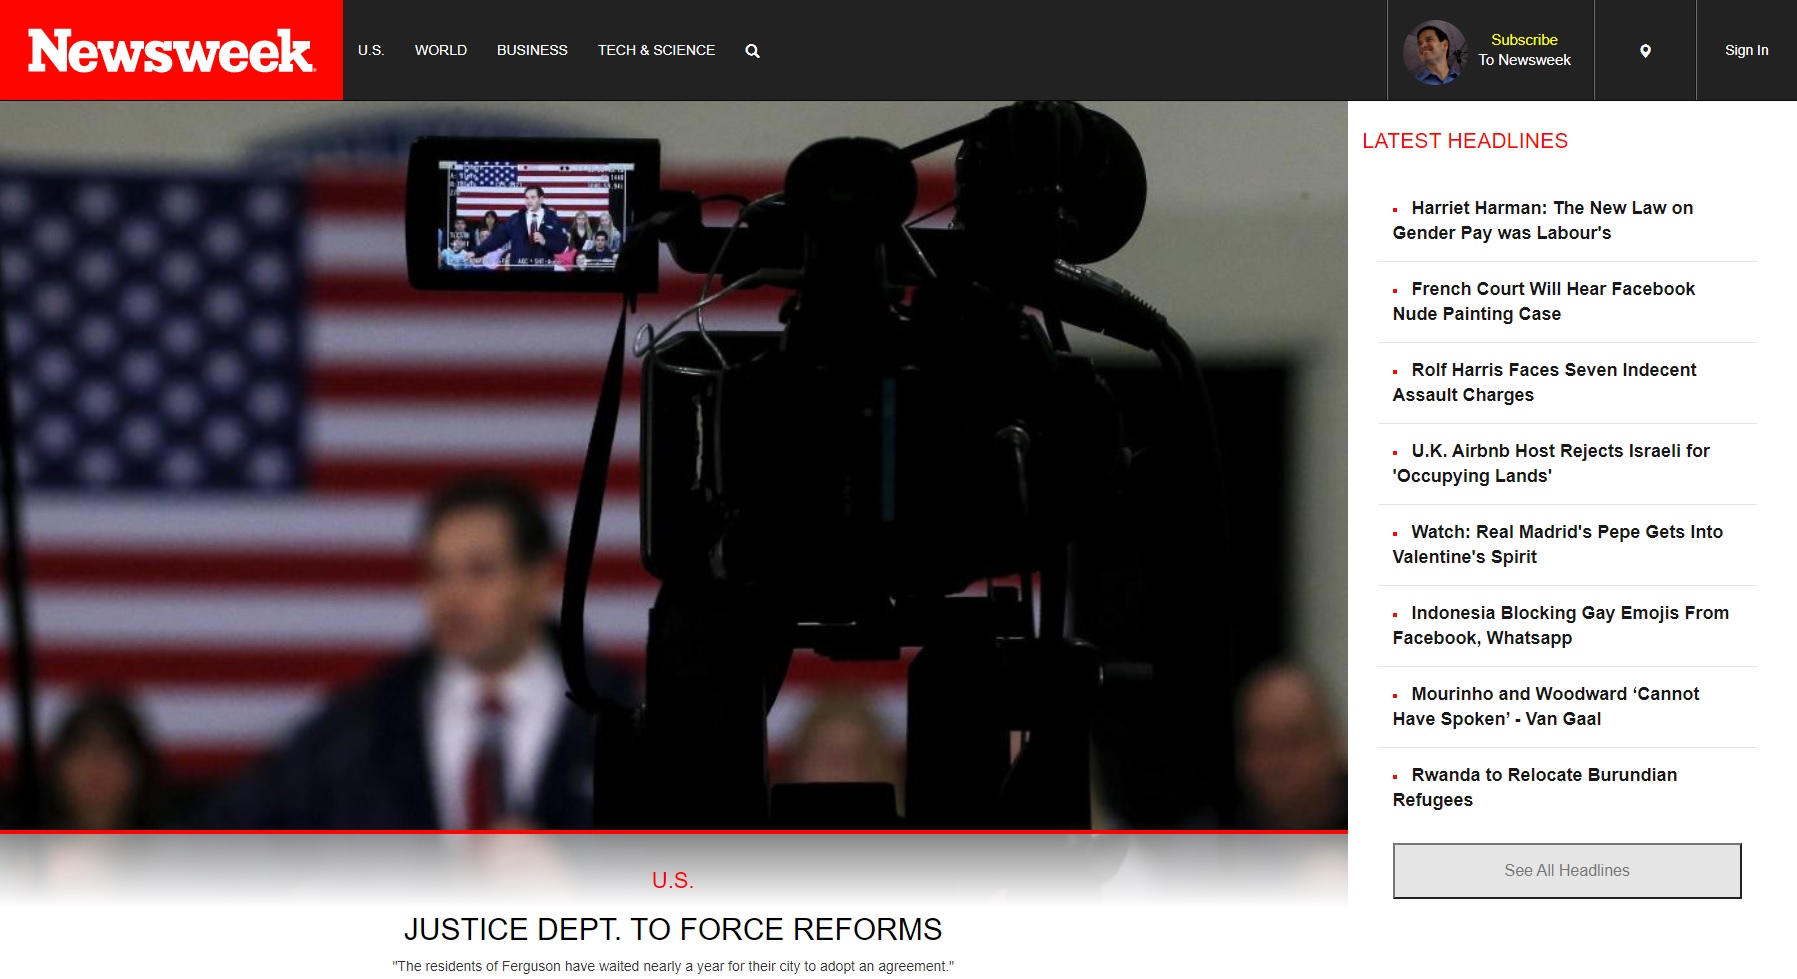 Newsweek
U.S.
WORLD
BUSINESS
TECH & SCIENCE
Subscribe
To Newsweek
Sign In
LATEST HEADLINES
Harriet Harman: The New Law on
Gender Pay was Labour's
French Court Will Hear Facebook
Nude Painting Case
Rolf Harris Faces Seven Indecent
Assault Charges
U.K. Airbnb Host Rejects Israeli for
'Occupying Lands'
Watch: Real Madrid's Pepe Gets Into
Valentine's Spirit
Indonesia Blocking Gay Emojis From
Facebook, Whatsapp
Mourinho and Woodward ‘Cannot
Have Spoken’ - Van Gaal
Rwanda to Relocate Burundian
Refugees
See All Headlines
U.S.
JUSTICE DEPT. TO FORCE REFORMS
"The residents of Ferguson have waited nearly a year for their city to adopt an agreement."